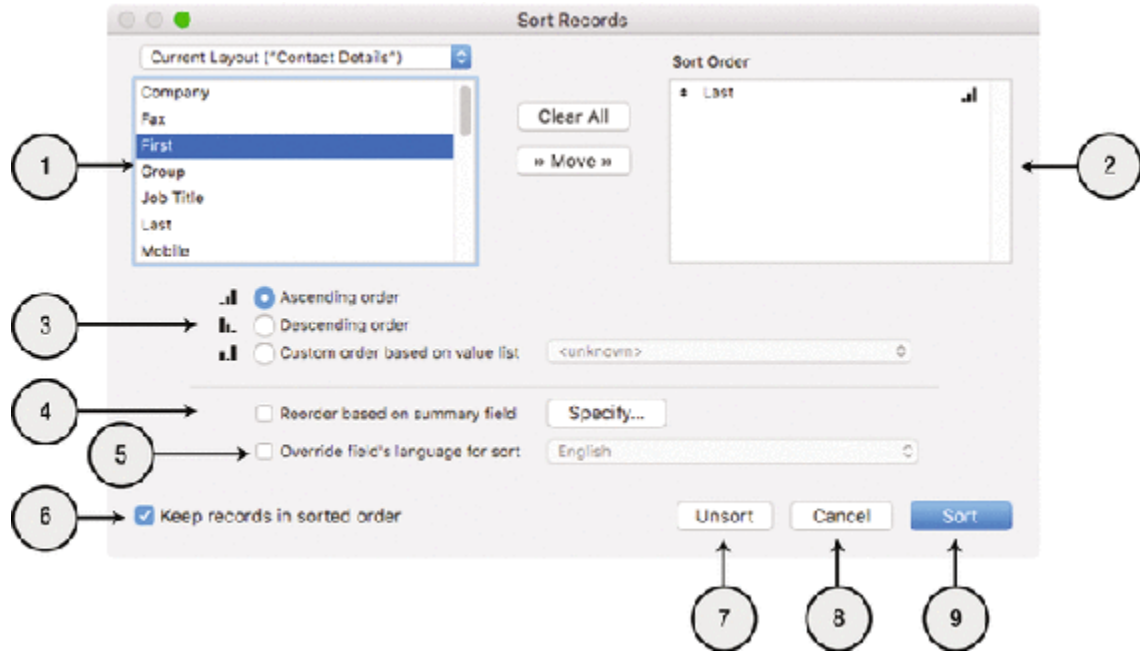 Sort Records
Current Layout ("Contact Details")
Sort Order
Company
Fax
First
Group
Job Title
Last
Mobile
Clear All
» Move »
Last
1
2
3
Ascending order
Descending order
Custom order based on value list
<unknown>
4
Reorder based on summary field
Specify...
5
Override field's language for sort
English
6
Keep records in sorted order
Unsort
Cancel
Sort
7
8
9